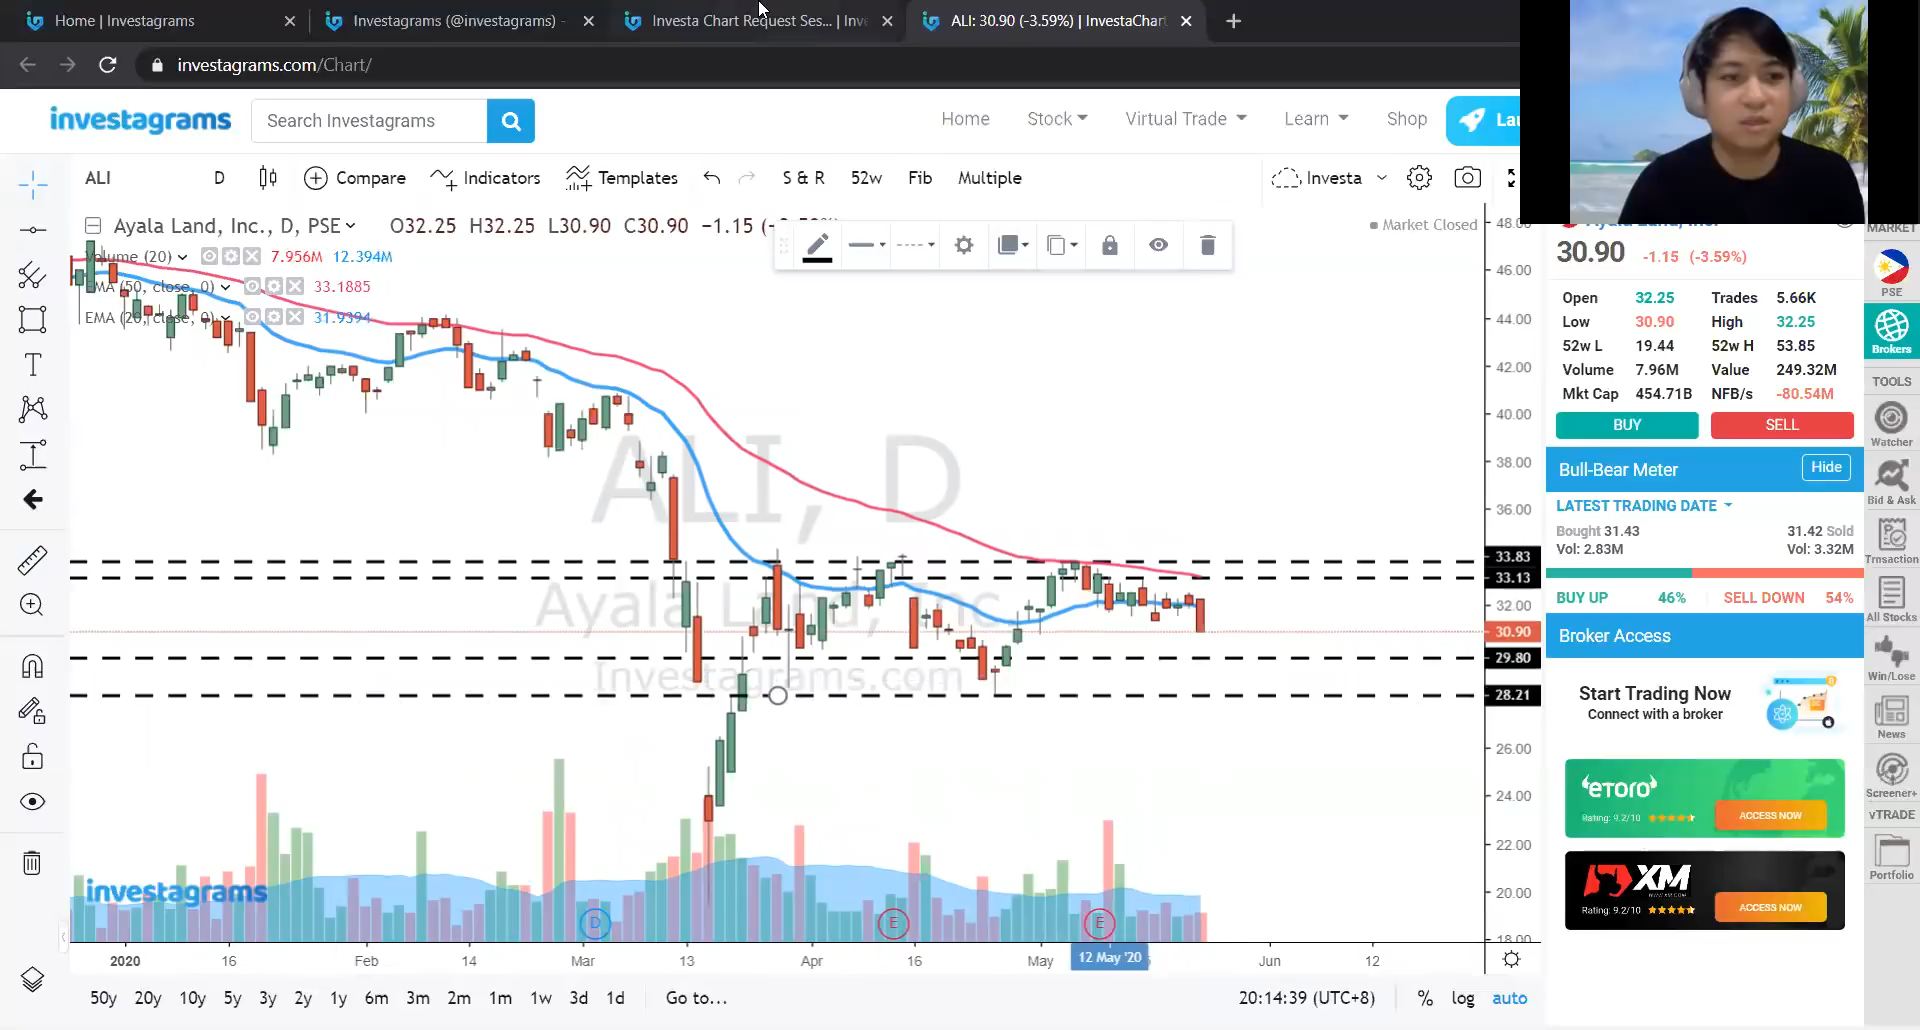 Home | Investagrams
Investagrams (@investagrams) -
Investa Chart Request Ses... | Inve
ALI: 30.90 (-3.59%) | InvestaChart
investagrams.com/Chart/
investagrams
Search Investagrams
Home
Stock
Virtual Trade
Learn
Shop
Lau
ALI
D
Compare
Indicators
Templates
S & R
52w
Fib
Multiple
Investa
Ayala Land, Inc., D, PSE
O32.25 H32.25 L30.90 C30.90 −1.15
Market Closed
Volume (20) 7.956M 12.394M
EMA (50, close, 0) 33.1885
EMA (20, close, 0) 31.9394
ALI, D
Ayala Land, Inc.
Investagrams.com
investagrams
D
E
E
48.00
46.00
44.00
42.00
40.00
38.00
36.00
33.83
33.13
32.00
30.90
29.80
28.21
26.00
24.00
22.00
20.00
18.00
2020
16
Feb
14
Mar
13
Apr
16
May
12 May '20
Jun
12
50y 20y 10y 5y 3y 2y 1y 6m 3m 2m 1m 1w 3d 1d Go to...
20:14:39 (UTC+8) % log auto
Ayala Land, Inc.
30.90 -1.15 (-3.59%)
Open 32.25 Trades 5.66K
Low 30.90 High 32.25
52w L 19.44 52w H 53.85
Volume 7.96M Value 249.32M
Mkt Cap 454.71B NFB/s -80.54M
BUY SELL
Bull-Bear Meter Hide
LATEST TRADING DATE
Bought 31.43 31.42 Sold
Vol: 2.83M Vol: 3.32M
BUY UP 46% SELL DOWN 54%
Broker Access
Start Trading Now
Connect with a broker
eToro
Rating: 9.2/10
ACCESS NOW
XM
Rating: 9.2/10
ACCESS NOW
MARKET
PSE
Brokers
TOOLS
Watcher
Bid & Ask
Trnsaction
All Stocks
Win/Lose
News
Screener+
vTRADE
Portfolio